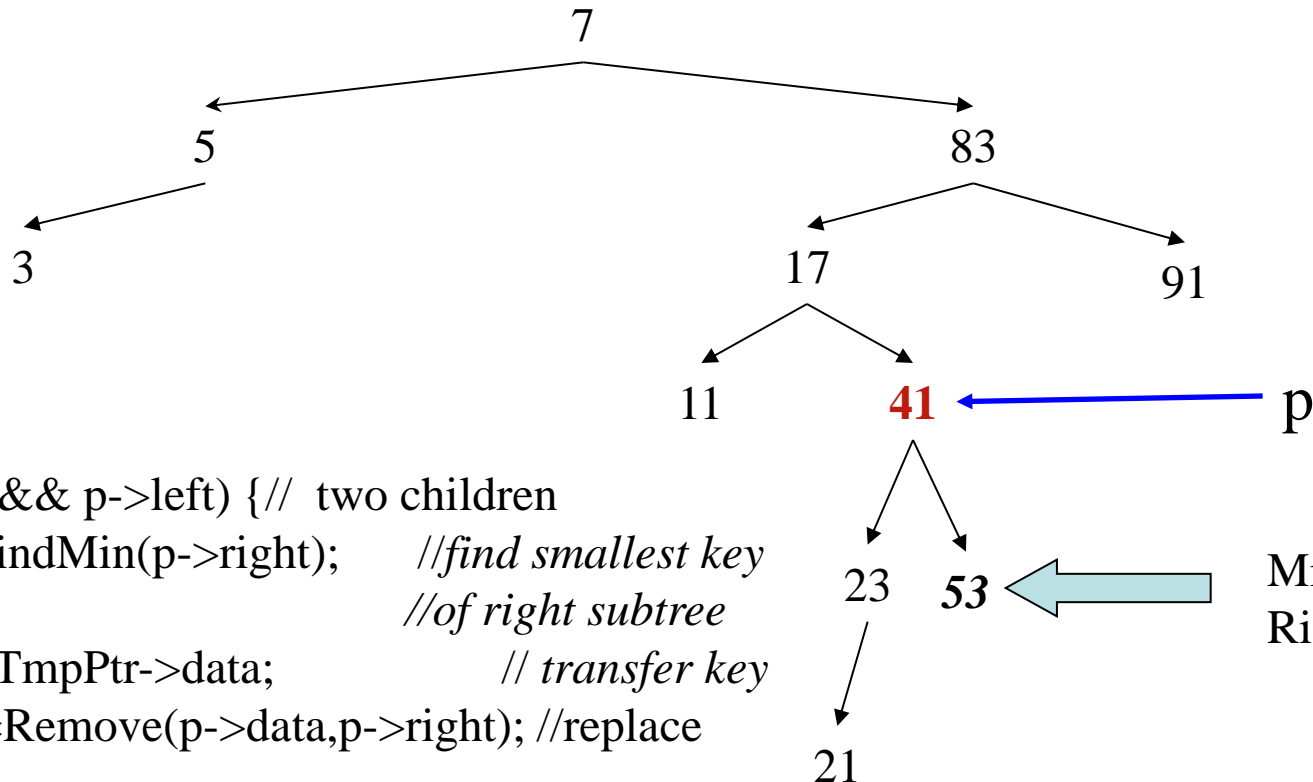 7
5 83
3 17 91
11 41 p
&& p->left) {// two children
indMin(p->right); //find smallest key
23 53
//of right subtree
TmpPtr->data; // transfer key
Remove(p->data,p->right); //replace
21